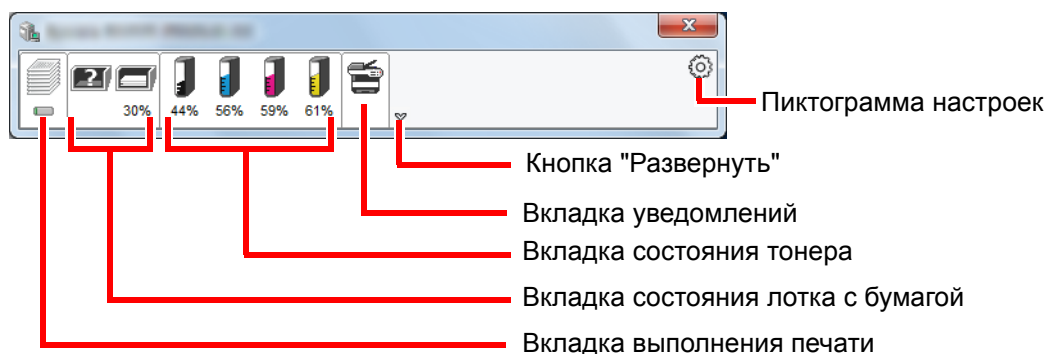 x
?
30% 44% 56% 59% 61%
Пиктограмма настроек
Кнопка "Развернуть"
Вкладка уведомлений
Вкладка состояния тонера
Вкладка состояния лотка с бумагой
Вкладка выполнения печати